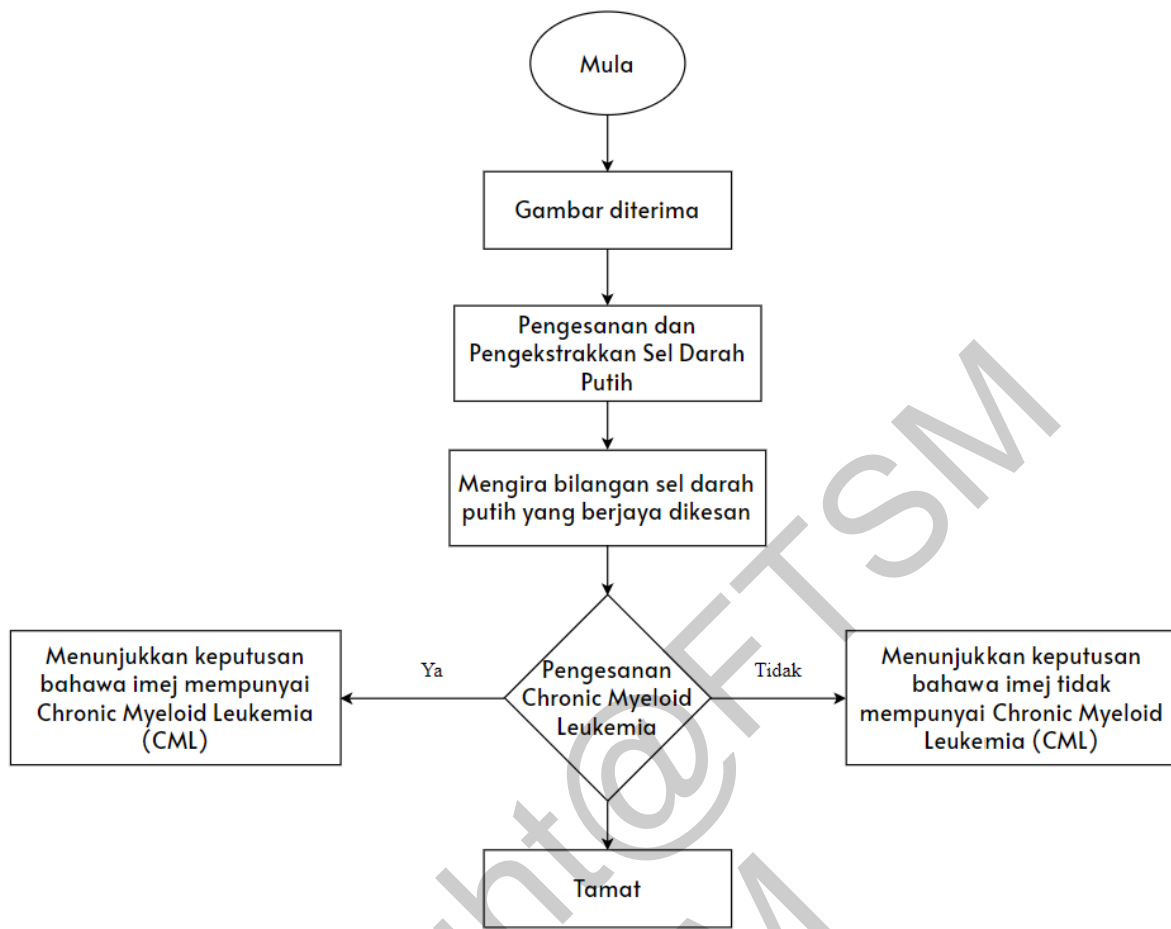 Mula
Gambar diterima
Pengesanan dan
Pengekstrakkan Sel Darah
Putih
Mengira bilangan sel darah
putih yang berjaya dikesan
Menunjukkan keputusan
bahawa imej mempunyai
Chronic Myeloid Leukemia
(CML)
Ya
Pengesanan
Chronic Myeloid
Leukemia
Tidak
Menunjukkan keputusan
bahawa imej tidak
mempunyai Chronic Myeloid
Leukemia (CML)
Tamat
ht@FTSM
M